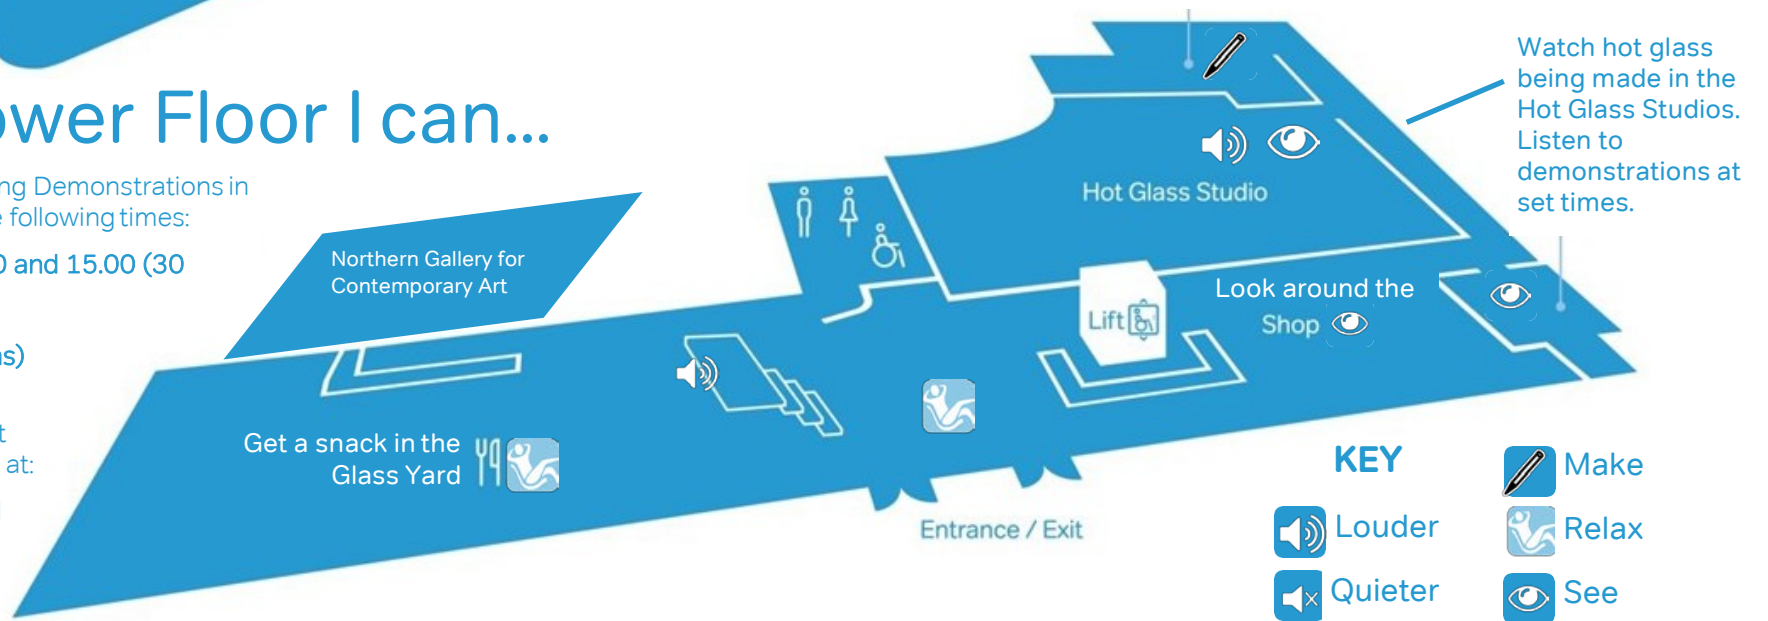 ower Floor I can...
ng Demonstrations in
e following times:
0 and 15.00 (30
s)
t
at:
Northern Gallery for
Contemporary Art
Get a snack in the
Glass Yard
Hot Glass Studio
Lift
Look around the
Shop
Entrance / Exit
Watch hot glass
being made in the
Hot Glass Studios.
Listen to
demonstrations at
set times.
KEY
Louder
Quieter
Make
Relax
See